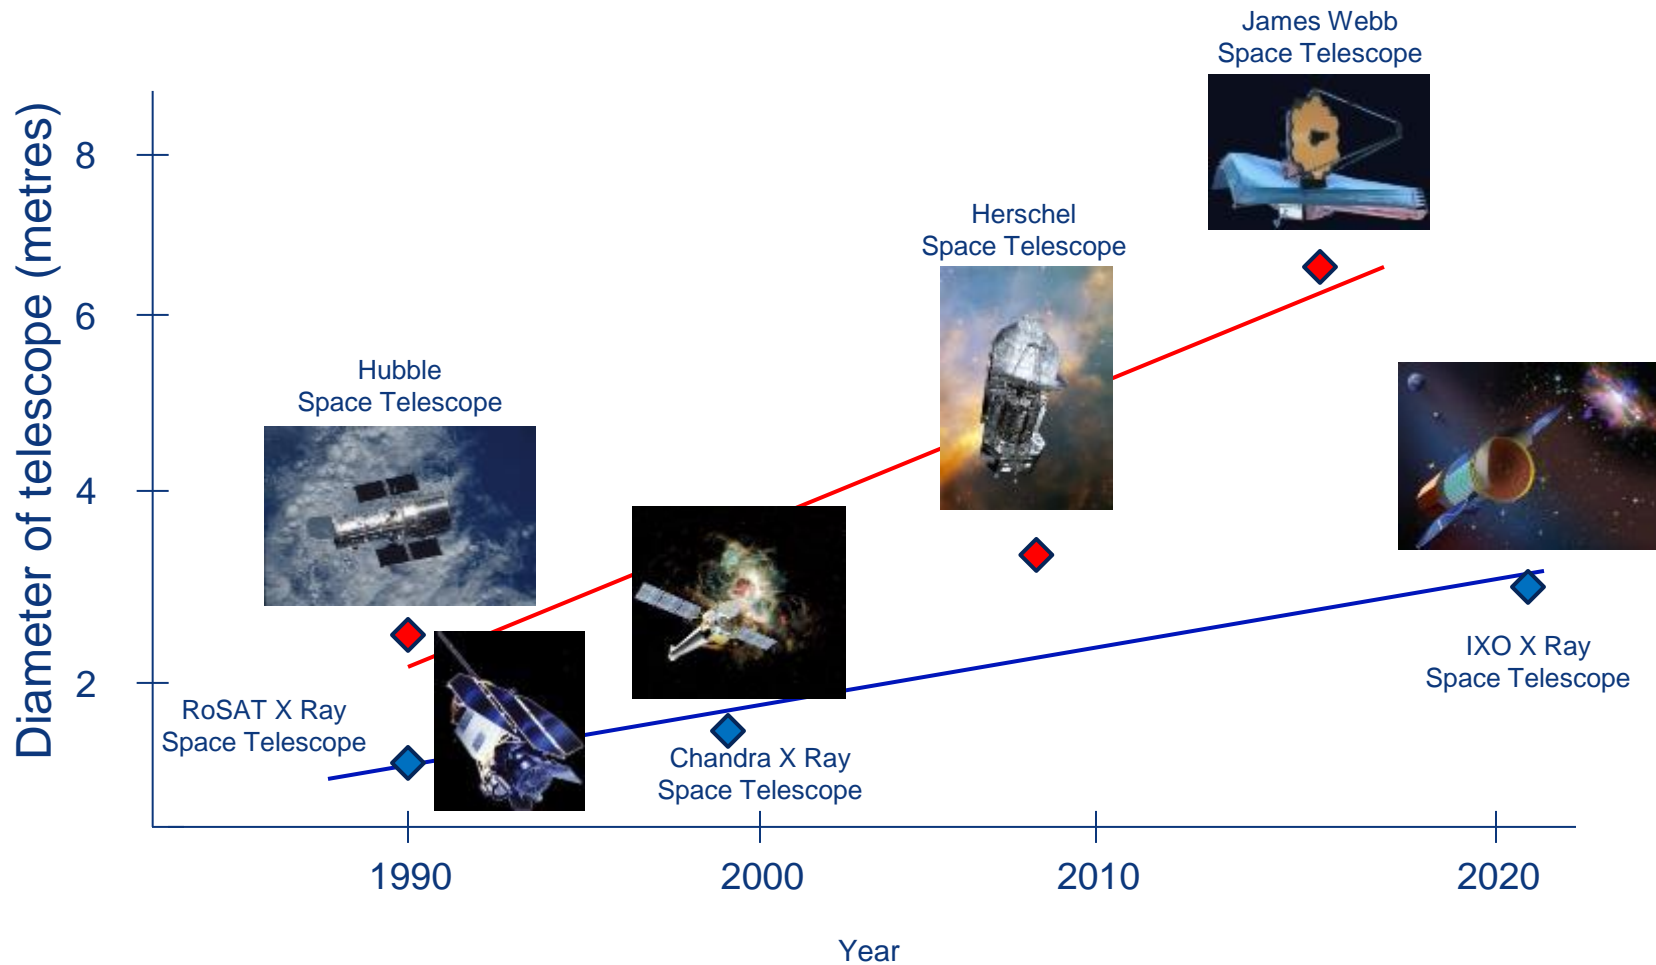 James Webb
Space Telescope
Diameter of telescope (metres)
8
Herschel
Space Telescope
6
Hubble
Space Telescope
4
IXO X Ray
Space Telescope
2
RoSAT X Ray
Space Telescope
Chandra X Ray
Space Telescope
1990
2000
2010
2020
Year